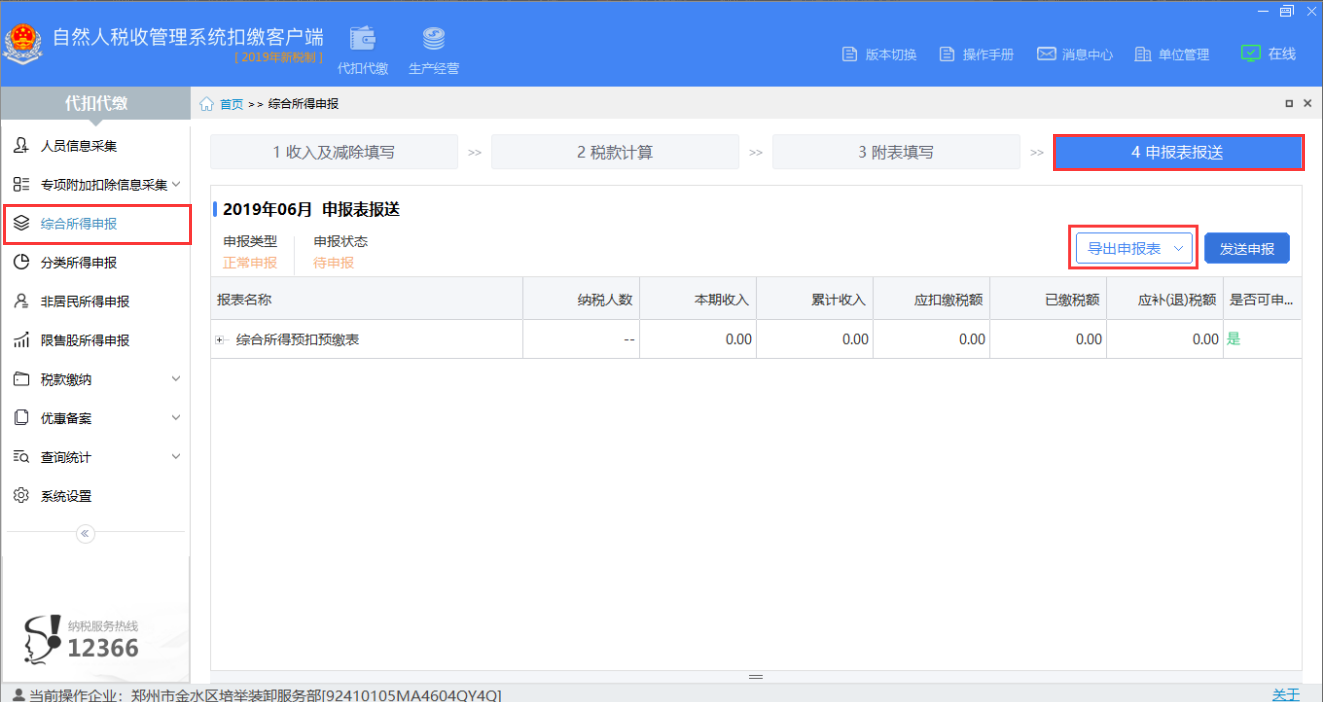 自然人税收管理系统扣缴客户端
[ 2019年新税制 ]
代扣代缴
生产经营
版本切换
操作手册
消息中心
单位管理
在线
代扣代缴
首页 >> 综合所得申报
人员信息采集
专项附加扣除信息采集
综合所得申报
分类所得申报
非居民所得申报
限售股所得申报
税款缴纳
优惠备案
查询统计
系统设置
纳税服务热线
12366
1 收入及减除填写 >> 2 税款计算 >> 3 附表填写 >> 4 申报表报送
2019年06月 申报表报送
申报类型 申报状态
正常申报 待申报
导出申报表 发送申报
报表名称 纳税人数 本期收入 累计收入 应扣缴税额 已缴税额 应补(退)税额 是否可申...
综合所得预扣预缴表 -- 0.00 0.00 0.00 0.00 0.00 是
当前操作企业：郑州市金水区培举装卸服务部[92410105MA4604QY4Q] 关于